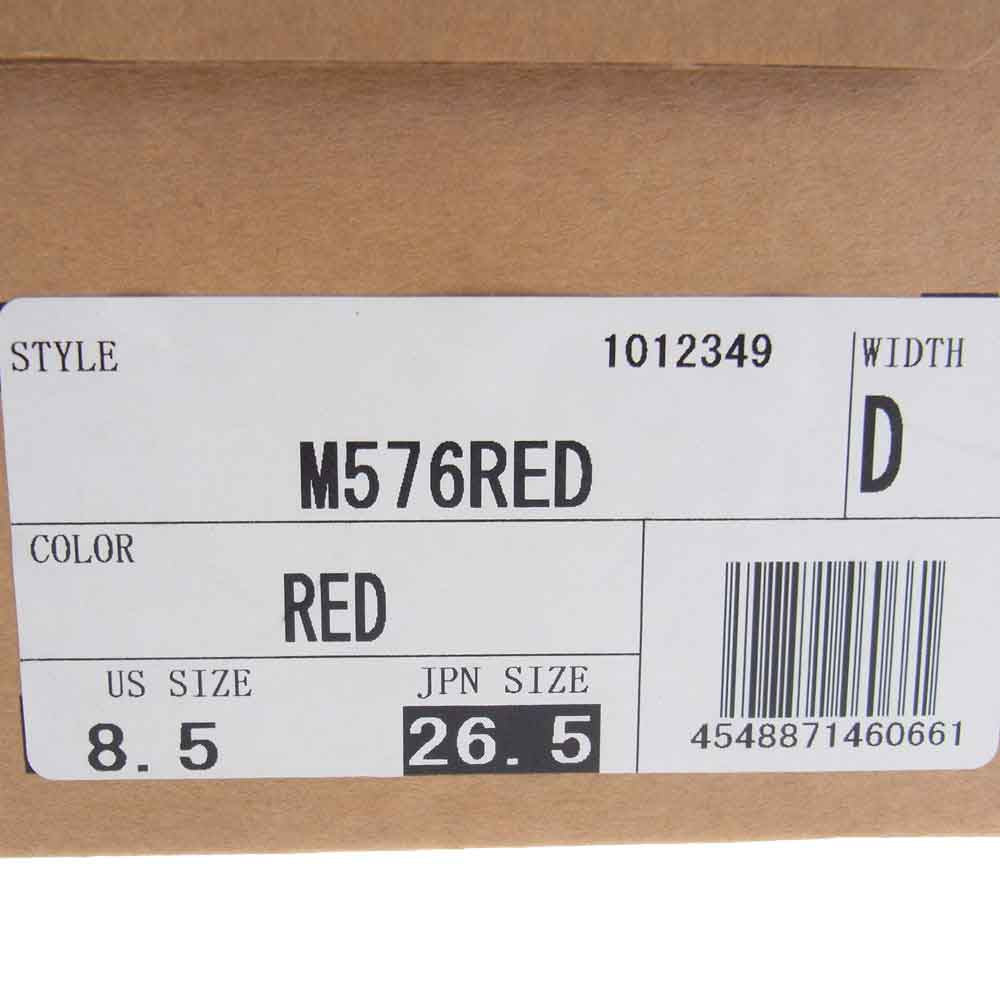 STYLE 1012349 WIDTH
M576RED D
COLOR
RED
US SIZE JPN SIZE
8.5 26.5
4548871460661